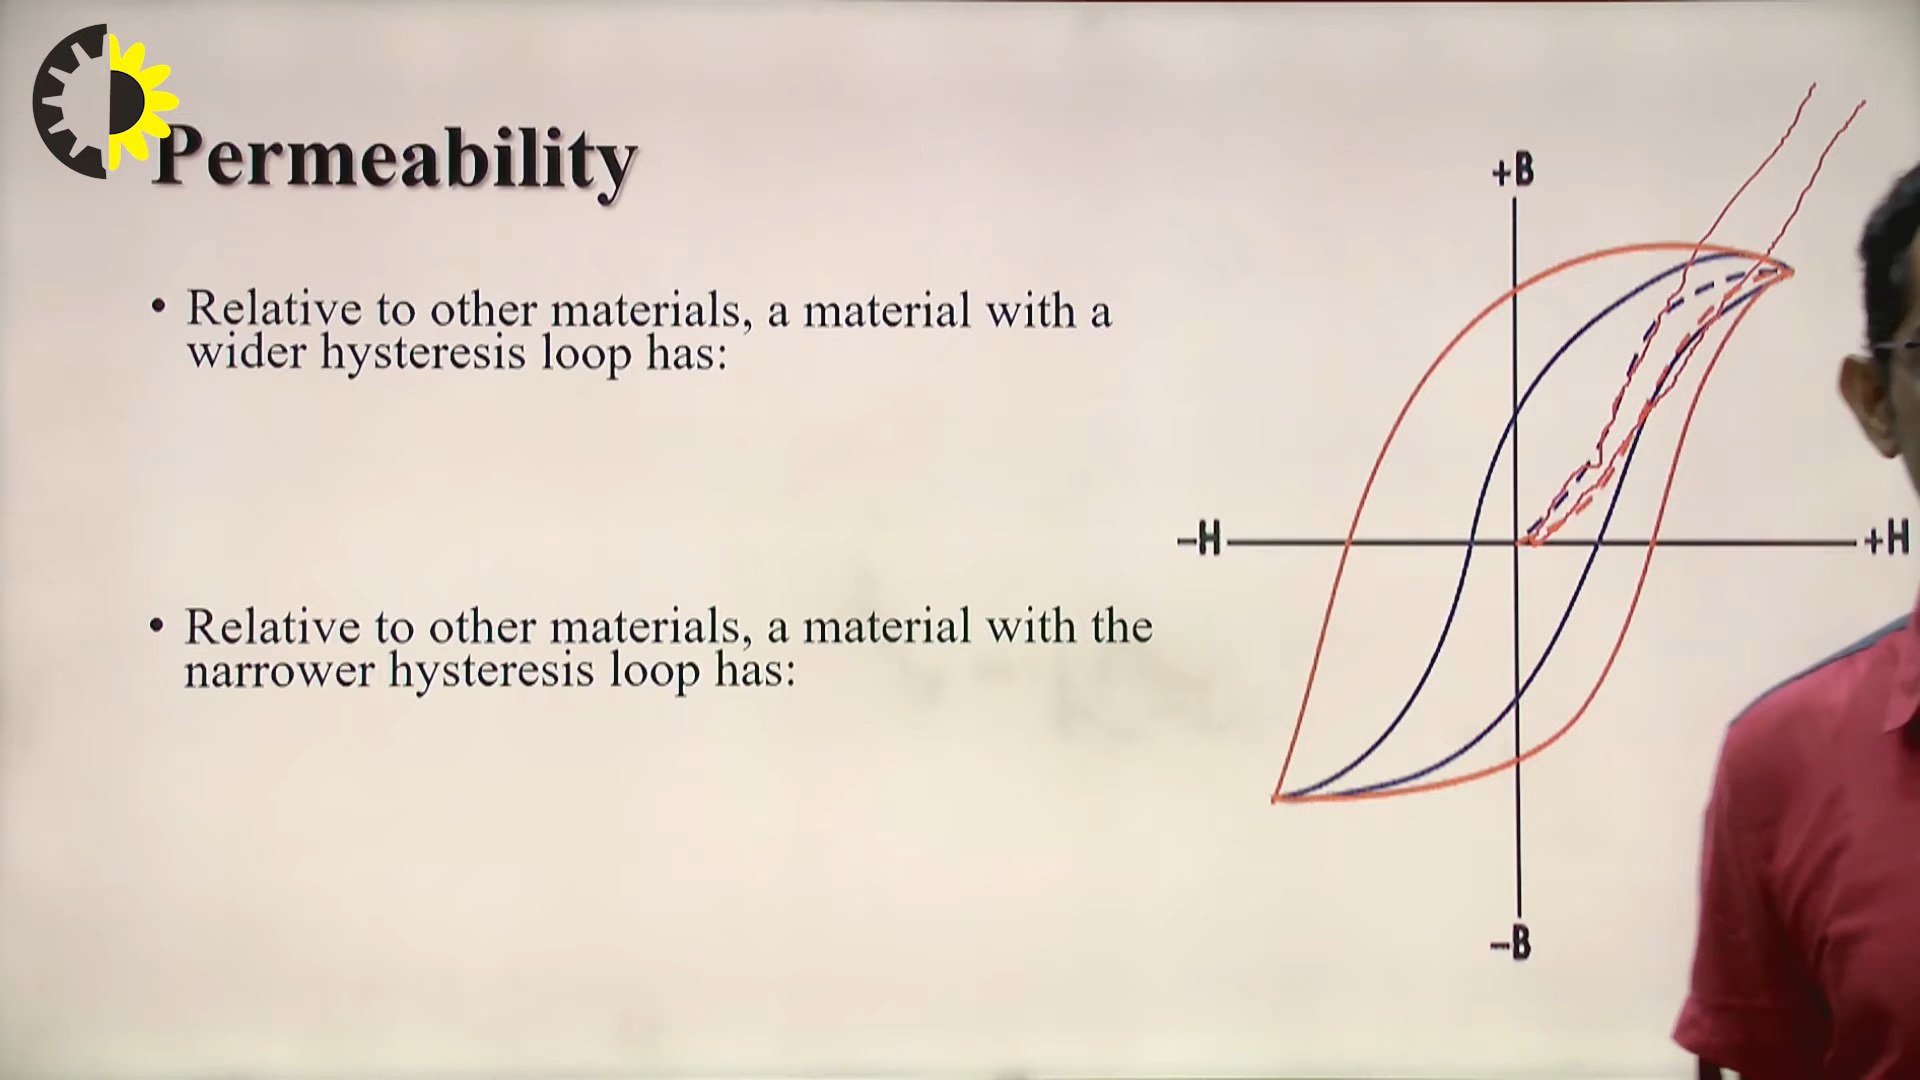 Permeability
• Relative to other materials, a material with a
wider hysteresis loop has:
• Relative to other materials, a material with the
narrower hysteresis loop has:
+B
–H
+H
–B